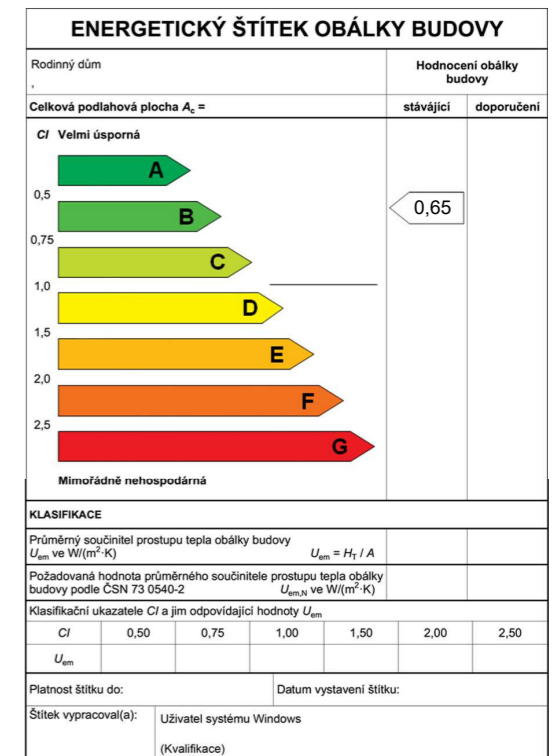 ENERGETICKÝ ŠTÍTEK OBÁLKY BUDOVY
Rodinný dům
,
Hodnocení obálky
budovy
Celková podlahová plocha Ac =
stávající
doporučení
CI Velmi úsporná
A
0,5
B
0,65
0,75
C
1,0
D
1,5
E
2,0
F
2,5
G
Mimořádně nehospodárná
KLASIFIKACE
Průměrný součinitel prostupu tepla obálky budovy
Uem ve W/(m²·K) Uem = HT / A
Požadovaná hodnota průměrného součinitele prostupu tepla obálky
budovy podle ČSN 73 0540-2 Uem,N ve W/(m²·K)
Klasifikační ukazatele CI a jim odpovídající hodnoty Uem
CI 0,50 0,75 1,00 1,50 2,00 2,50
Uem
Platnost štítku do: Datum vystavení štítku:
Štítek vypracoval(a): Uživatel systému Windows
(Kvalifikace)